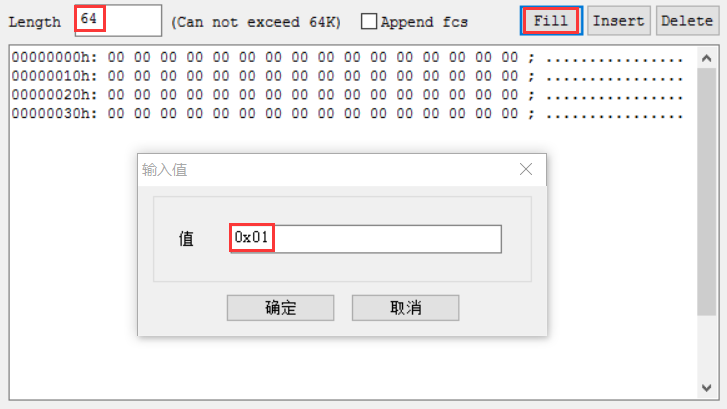 Length 64 (Can not exceed 64K) Append fcs Fill Insert Delete
00000000h: 00 00 00 00 00 00 00 00 00 00 00 00 00 00 00 00 ; ................
00000010h: 00 00 00 00 00 00 00 00 00 00 00 00 00 00 00 00 ; ................
00000020h: 00 00 00 00 00 00 00 00 00 00 00 00 00 00 00 00 ; ................
00000030h: 00 00 00 00 00 00 00 00 00 00 00 00 00 00 00 00 ; ................
输入值
值 0x01
确定 取消